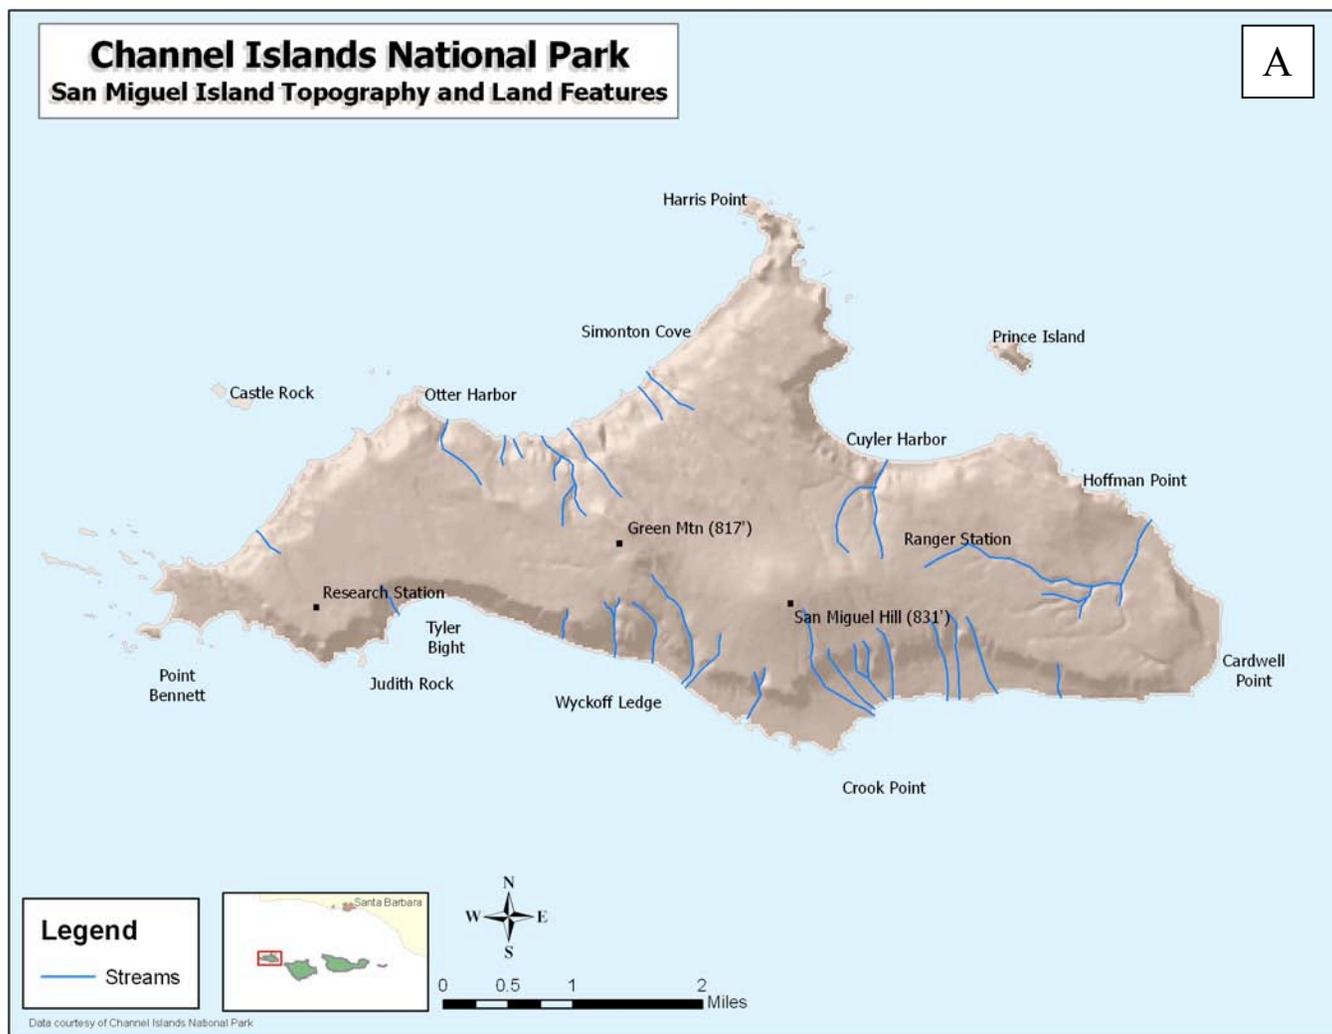 Channel Islands National Park
San Miguel Island Topography and Land Features
A
Harris Point
Simonton Cove
Prince Island
Castle Rock
Otter Harbor
Cuyler Harbor
Hoffman Point
Green Mtn (817')
Ranger Station
Research Station
San Miguel Hill (831')
Tyler
Bight
Point
Bennett
Judith Rock
Cardwell
Point
Wyckoff Ledge
Crook Point
Legend
Streams
Santa Barbara
N
W
E
S
0 0.5 1 2
Miles
Data courtesy of Channel Islands National Park